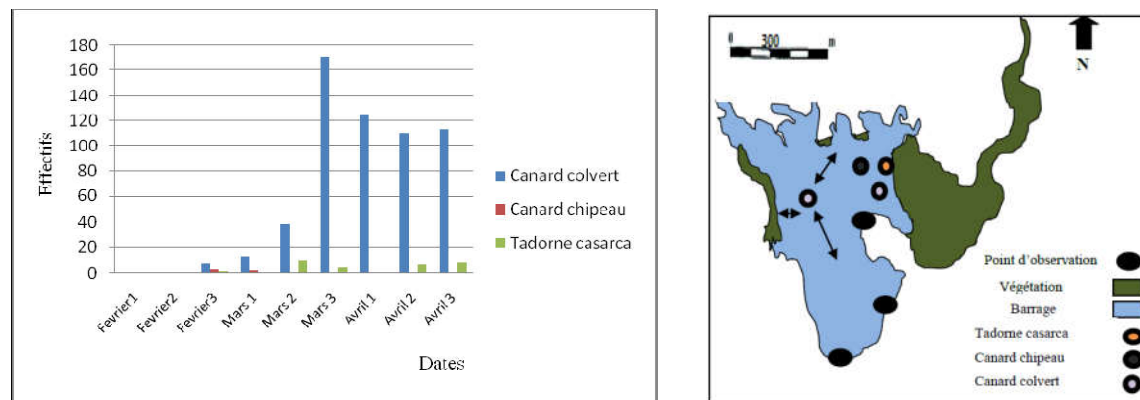 180
160
140
120
100
80
60
40
20
0
Effectifs
Fevrier1
Fevrier 2
Fevrier3
Mars 1
Mars 2
Mars 3
Avril 1
Avril 2
Avril 3
Dates
Canard colvert
Canard chipeau
Tadorne casarca
0 300 m
N
Point d'observation
Végétation
Barrage
Tadorne casarca
Canard chipeau
Canard colvert